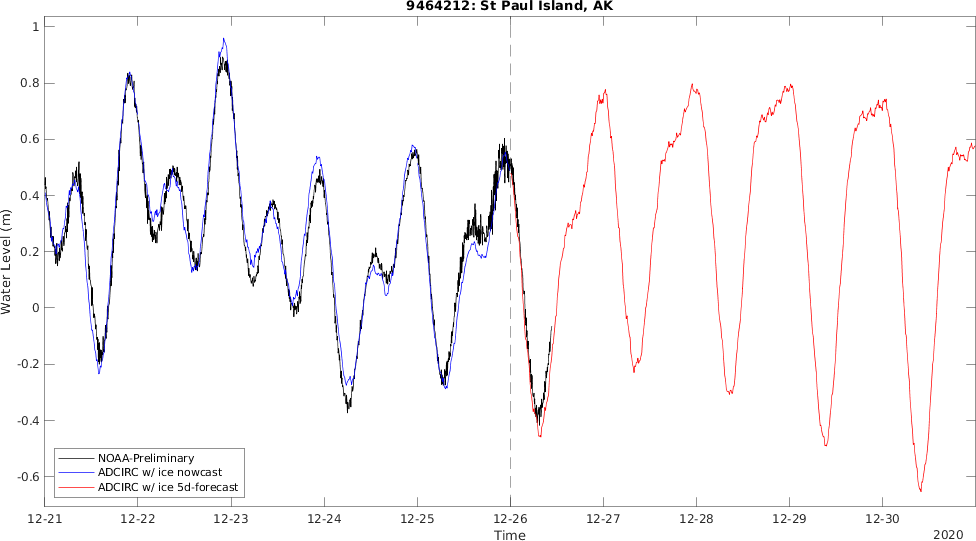 9464212: St Paul Island, AK
1
0.8
0.6
0.4
0.2
0
-0.2
-0.4
-0.6
Water Level (m)
NOAA-Preliminary
ADCIRC w/ ice nowcast
ADCIRC w/ ice 5d-forecast
12-21 12-22 12-23 12-24 12-25 12-26 12-27 12-28 12-29 12-30
Time
2020